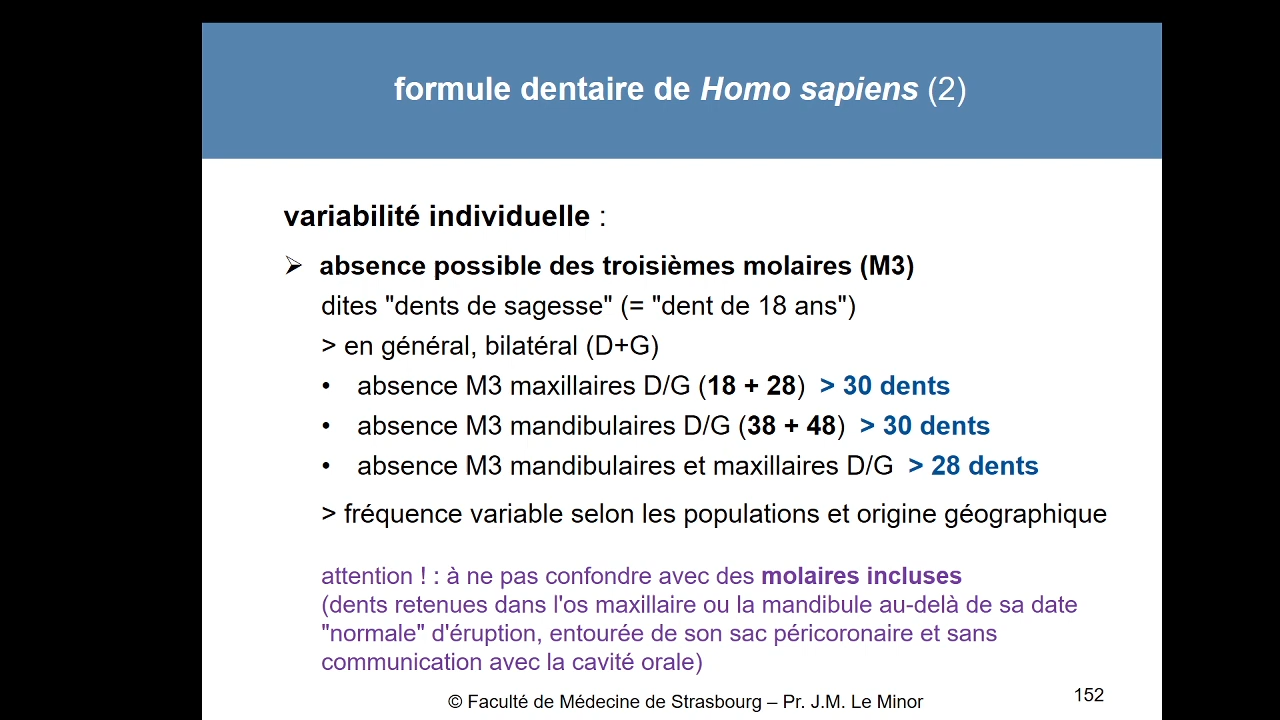 formule dentaire de Homo sapiens (2)
variabilité individuelle :
➢ absence possible des troisièmes molaires (M3)
dites "dents de sagesse" (= "dent de 18 ans")
> en général, bilatéral (D+G)
• absence M3 maxillaires D/G (18 + 28) > 30 dents
• absence M3 mandibulaires D/G (38 + 48) > 30 dents
• absence M3 mandibulaires et maxillaires D/G > 28 dents
> fréquence variable selon les populations et origine géographique
attention ! : à ne pas confondre avec des molaires incluses
(dents retenues dans l'os maxillaire ou la mandibule au-delà de sa date
"normale" d'éruption, entourée de son sac péricoronaire et sans
communication avec la cavité orale)
© Faculté de Médecine de Strasbourg – Pr. J.M. Le Minor
152